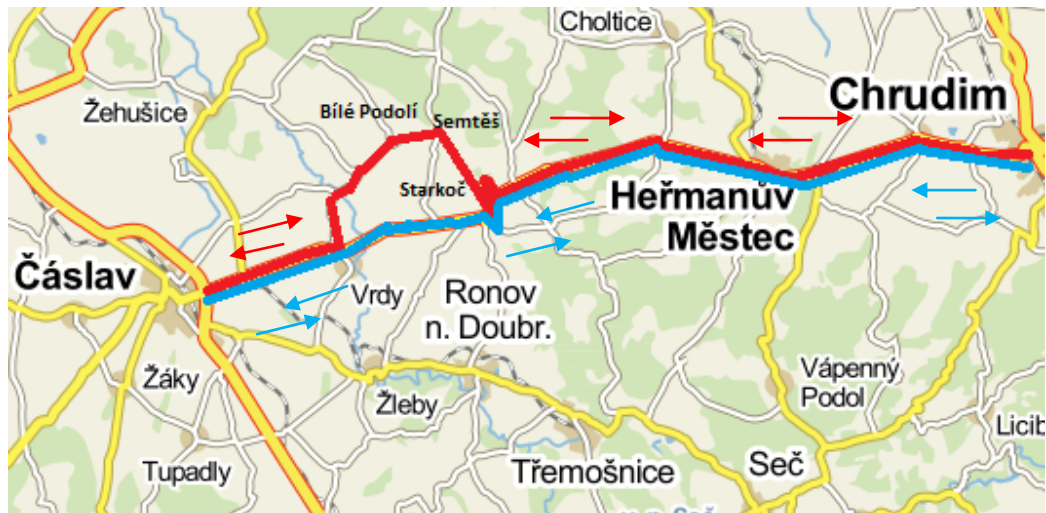 Choltice
Chrudim
Žehušice
Bílé Podolí
Semtěš
Starkoč
Heřmanův
Městec
Čáslav
Vrdy
Ronov
n. Doubr.
Žáky
Žleby
Vápenný
Podol
Licib
Tupadly
Třemošnice
Seč